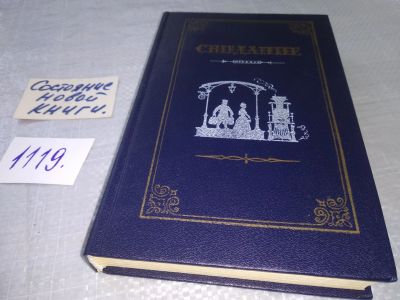 СВИДАНИЕ
Состояние
новой
книги.
1119.